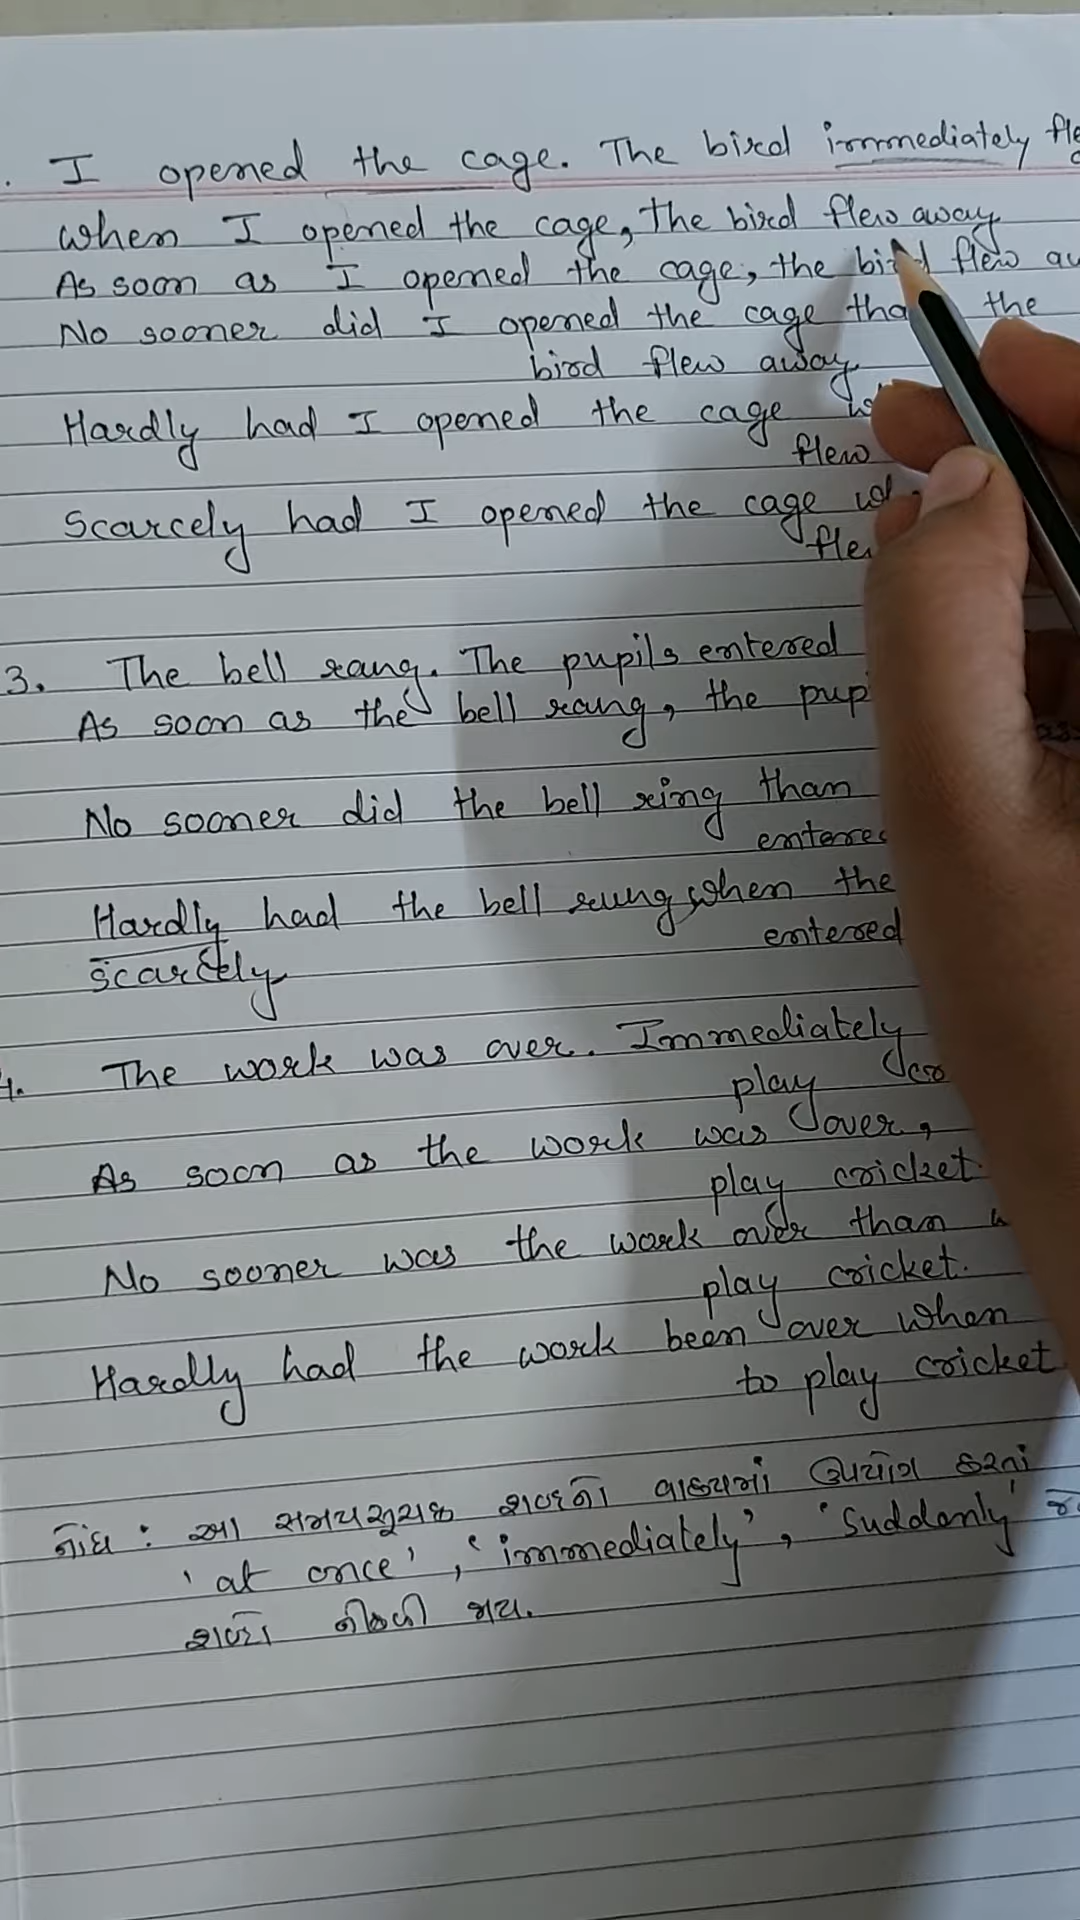 I opened the cage. The bird immediately
when I opened the cage, the bird flew away
As soon as I opened the cage, the bird flew
No sooner did I opened the cage the
bird flew away
Hardly had I opened the cage
flew
Scarcely had I opened the cage
3. The bell rang. The pupils entered
As soon as the bell rang, the
No sooner did the bell ring than
Hardly had the bell rung when the
entered
scarcely
4. The work was over. Immediately
play
As soon as the work was over,
play cricket.
No sooner was the work over than
play cricket.
Hardly had the work been over when
to play cricket
નોંધ : આ સમયસૂચક શબ્દનો વાક્યમાં ઉપયોગ કરતાં
'at once', 'immediately', 'suddenly'
શબ્દો નીકળી જાય.